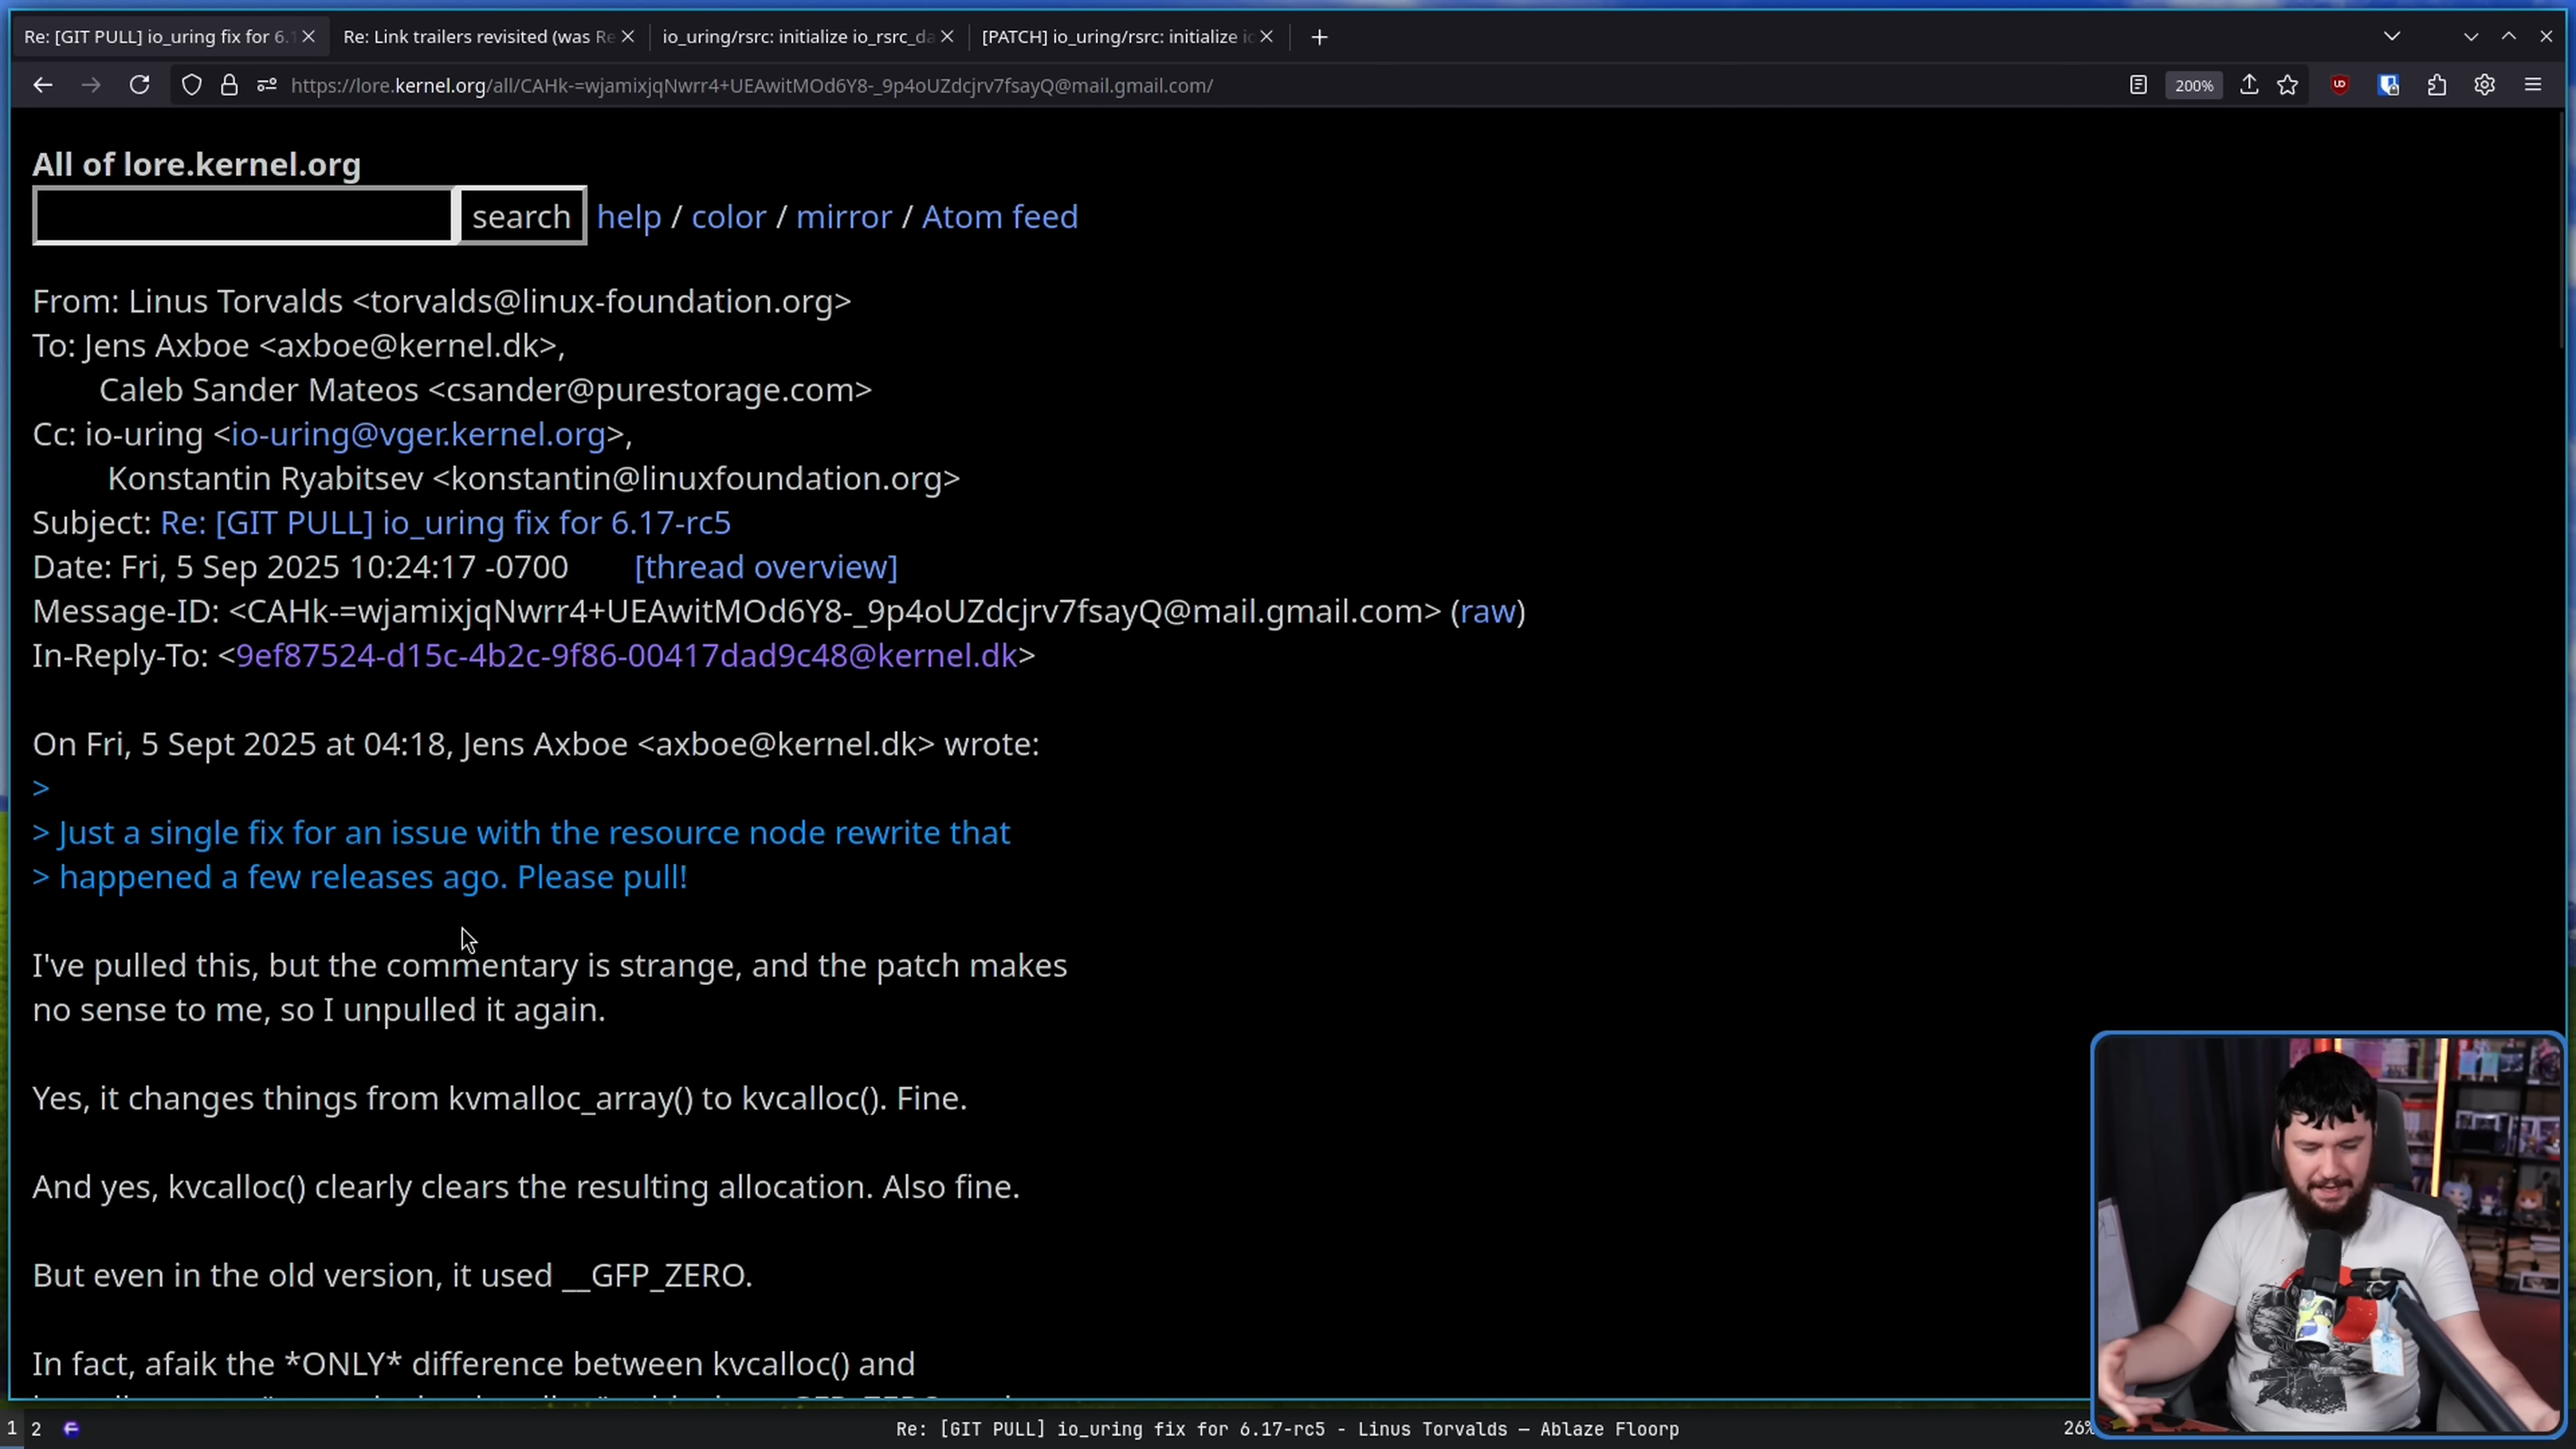 Re: [GIT PULL] io_uring fix for 6.1
Re: Link trailers revisited (was Re
io_uring/rsrc: initialize io_rsrc_da
[PATCH] io_uring/rsrc: initialize io
https://lore.kernel.org/all/CAHk-=wjamixjqNwrr4+UEAwitMOd6Y8-_9p4oUZdcjrv7fsayQ@mail.gmail.com/
200%
All of lore.kernel.org
search help / color / mirror / Atom feed
From: Linus Torvalds <torvalds@linux-foundation.org>
To: Jens Axboe <axboe@kernel.dk>,
Caleb Sander Mateos <csander@purestorage.com>
Cc: io-uring <io-uring@vger.kernel.org>,
Konstantin Ryabitsev <konstantin@linuxfoundation.org>
Subject: Re: [GIT PULL] io_uring fix for 6.17-rc5
Date: Fri, 5 Sep 2025 10:24:17 -0700 [thread overview]
Message-ID: <CAHk-=wjamixjqNwrr4+UEAwitMOd6Y8-_9p4oUZdcjrv7fsayQ@mail.gmail.com> (raw)
In-Reply-To: <9ef87524-d15c-4b2c-9f86-00417dad9c48@kernel.dk>
On Fri, 5 Sept 2025 at 04:18, Jens Axboe <axboe@kernel.dk> wrote:
>
> Just a single fix for an issue with the resource node rewrite that
> happened a few releases ago. Please pull!
I've pulled this, but the commentary is strange, and the patch makes
no sense to me, so I unpulled it again.
Yes, it changes things from kvmalloc_array() to kvcalloc(). Fine.
And yes, kvcalloc() clearly clears the resulting allocation. Also fine.
But even in the old version, it used __GFP_ZERO.
In fact, afaik the *ONLY* difference between kvcalloc() and
1 2
Re: [GIT PULL] io_uring fix for 6.17-rc5 - Linus Torvalds — Ablaze Floorp
26%